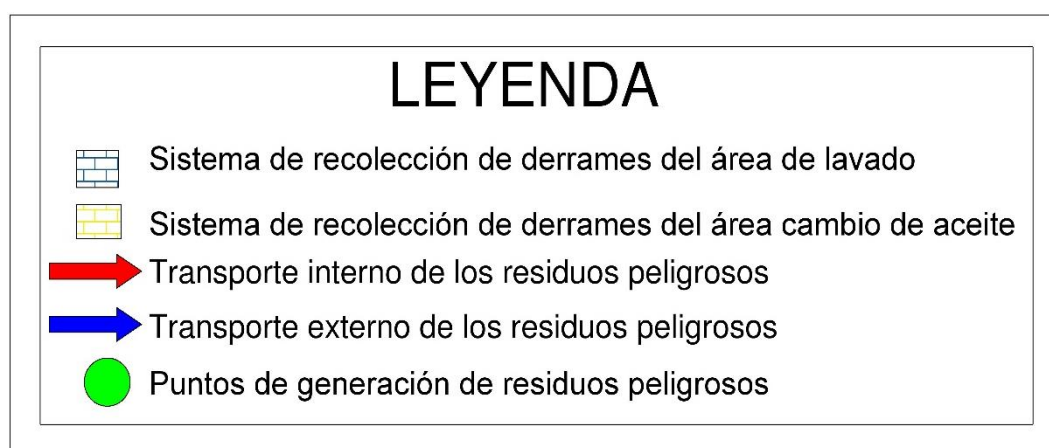 LEYENDA
Sistema de recolección de derrames del área de lavado
Sistema de recolección de derrames del área cambio de aceite
Transporte interno de los residuos peligrosos
Transporte externo de los residuos peligrosos
Puntos de generación de residuos peligrosos